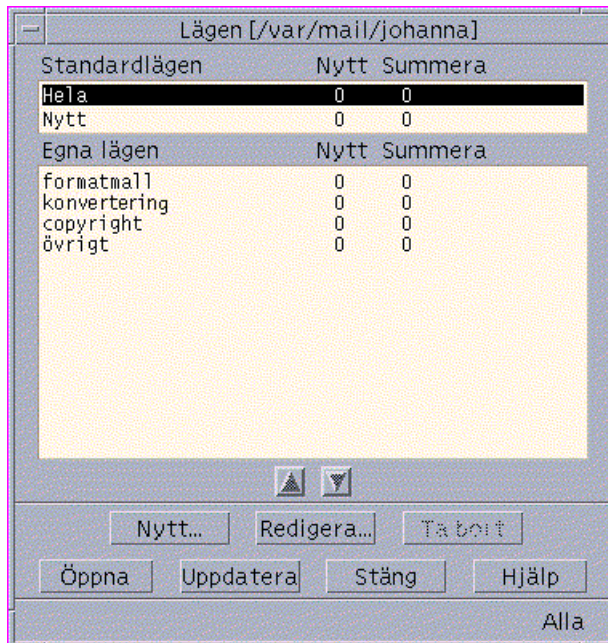 Lägen [/var/mail/johanna]
Standardlägen Nytt Summera
Hela 0 0
Nytt 0 0
Egna lägen Nytt Summera
formatmall 0 0
konvertering 0 0
copyright 0 0
övrigt 0 0
Nytt... Redigera... Ta bort
Öppna Uppdatera Stäng Hjälp
Alla